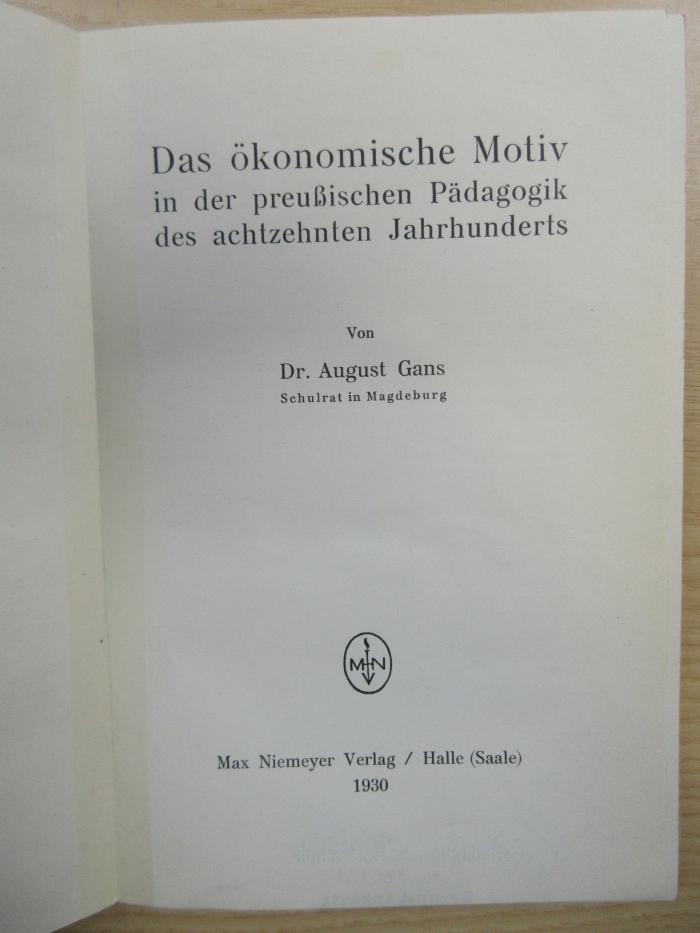 Das ökonomische Motiv
in der preußischen Pädagogik
des achtzehnten Jahrhunderts
Von
Dr. August Gans
Schulrat in Magdeburg
M N
Max Niemeyer Verlag / Halle (Saale)
1930